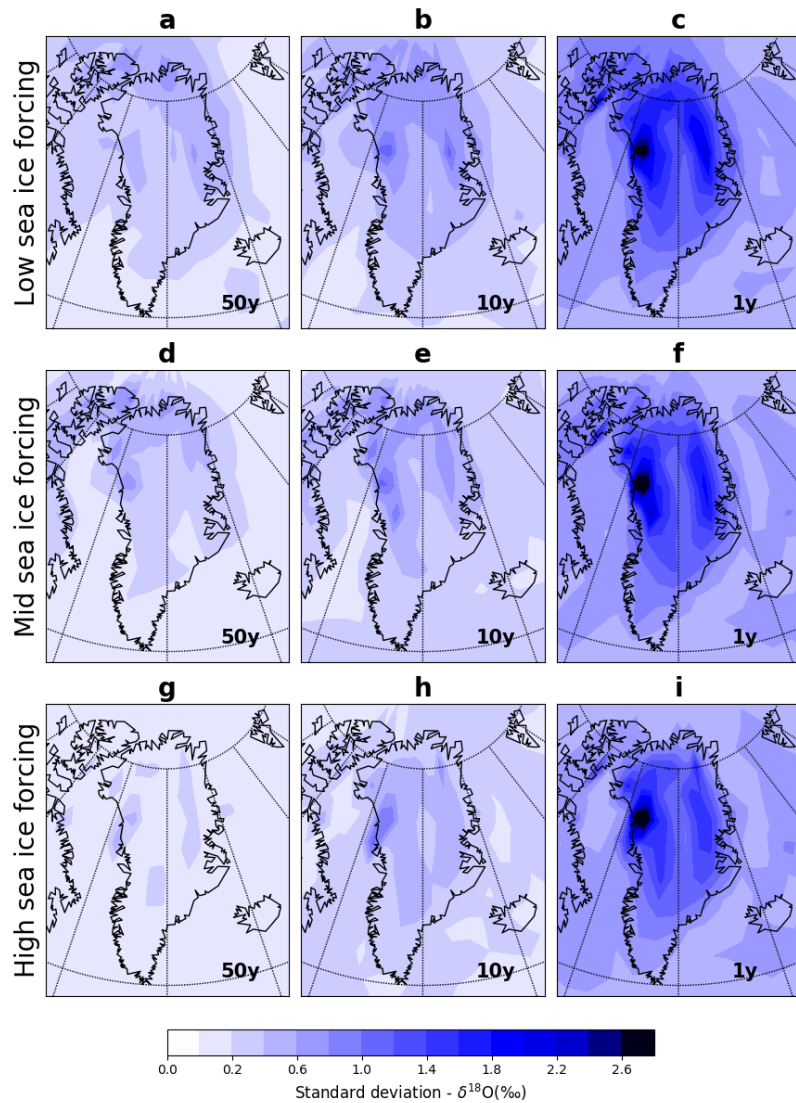 a b c
Low sea ice forcing
50y 10y 1y
d e f
Mid sea ice forcing
50y 10y 1y
g h i
High sea ice forcing
50y 10y 1y
0.0 0.2 0.6 1.0 1.4 1.8 2.2 2.6
Standard deviation - δ¹⁸O(‰)